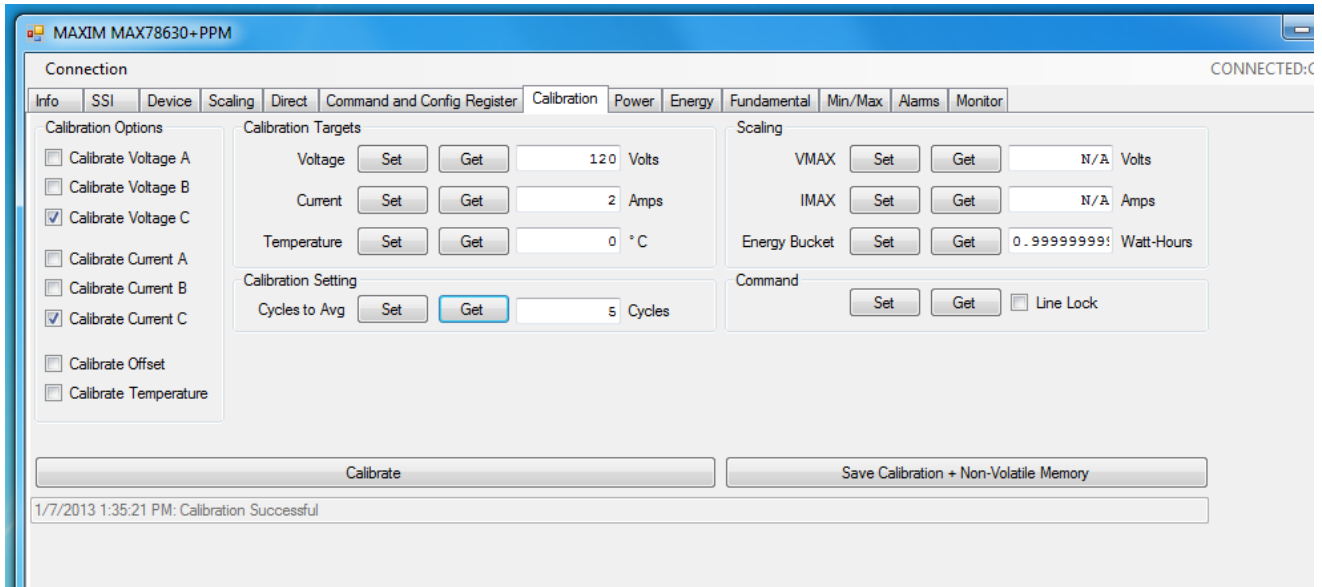 MAXIM MAX78630+PPM
Connection
CONNECTED:C
Info SSI Device Scaling Direct Command and Config Register Calibration Power Energy Fundamental Min/Max Alarms Monitor
Calibration Options
Calibrate Voltage A
Calibrate Voltage B
Calibrate Voltage C
Calibrate Current A
Calibrate Current B
Calibrate Current C
Calibrate Offset
Calibrate Temperature
Calibration Targets
Voltage Set Get 120 Volts
Current Set Get 2 Amps
Temperature Set Get 0 °C
Calibration Setting
Cycles to Avg Set Get 5 Cycles
Scaling
VMAX Set Get N/A Volts
IMAX Set Get N/A Amps
Energy Bucket Set Get 0.99999999 Watt-Hours
Command
Set Get Line Lock
Calibrate
Save Calibration + Non-Volatile Memory
1/7/2013 1:35:21 PM: Calibration Successful